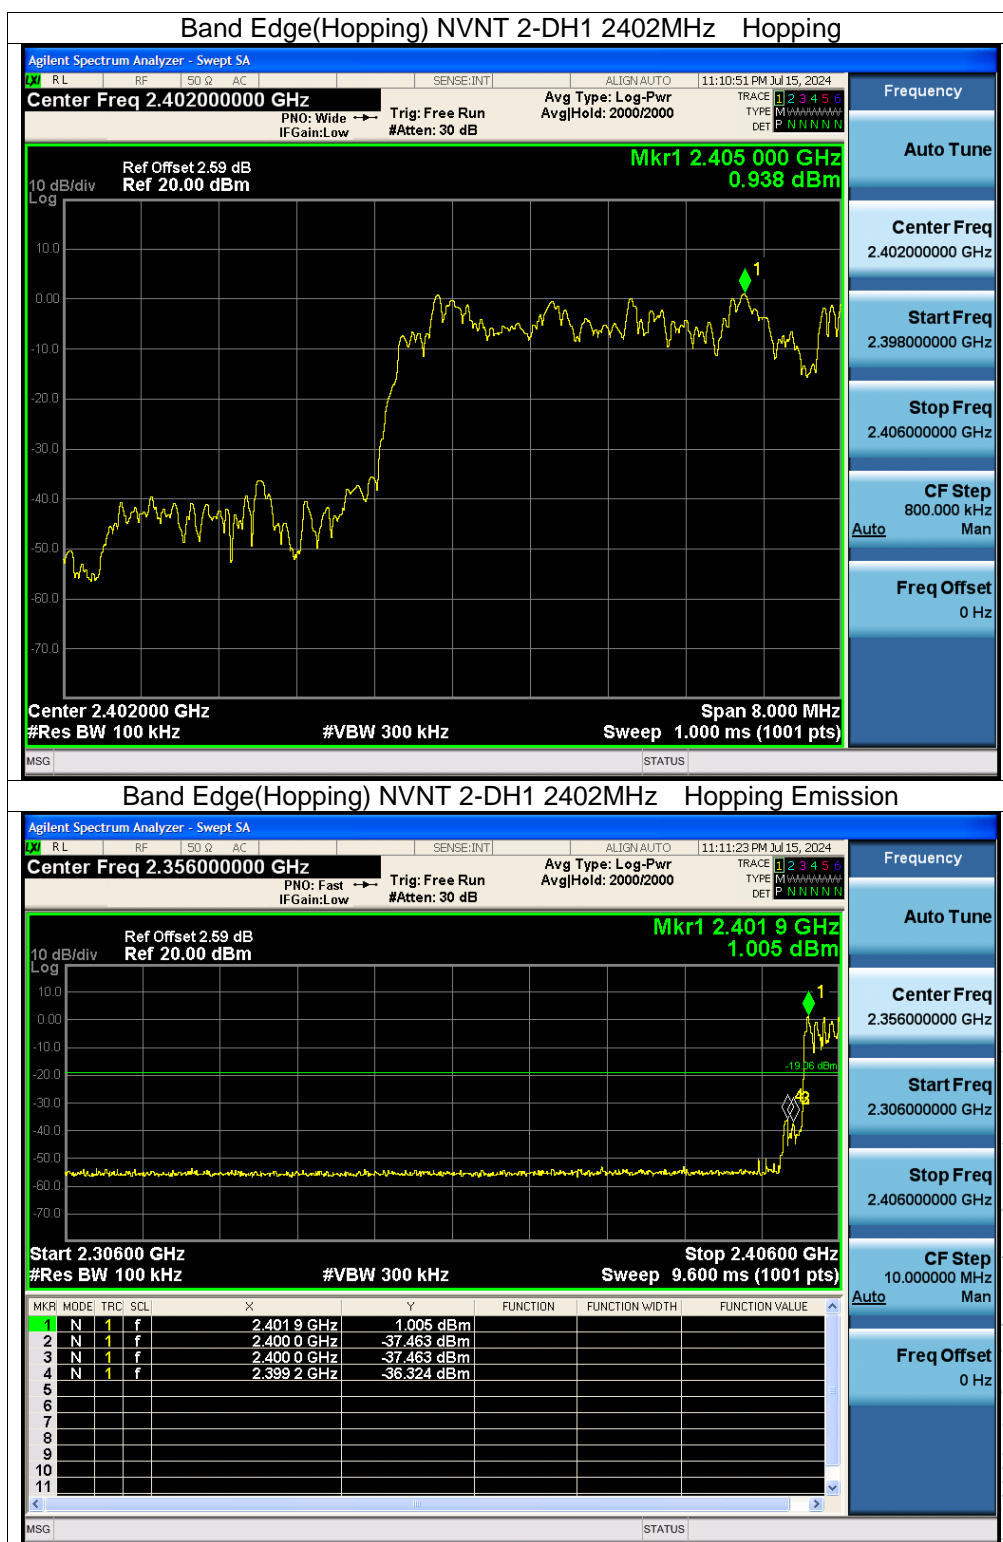 Band Edge(Hopping) NVNT 2-DH1 2402MHz Hopping
Agilent Spectrum Analyzer - Swept SA
LXI RL RF 50 Ω AC SENSE:INT ALIGN AUTO 11:10:51 PM Jul 15, 2024
Center Freq 2.402000000 GHz
PNO: Wide
IFGain:Low
Trig: Free Run
#Atten: 30 dB
Avg Type: Log-Pwr
Avg|Hold: 2000/2000
TRACE 1 2 3 4 5 6
TYPE M W W W W W
DET P N N N N N
Ref Offset 2.59 dB
Ref 20.00 dBm
10 dB/div
Log
Mkr1 2.405 000 GHz
0.938 dBm
10.0
0.00
-10.0
-20.0
-30.0
-40.0
-50.0
-60.0
-70.0
1
Center 2.402000 GHz Span 8.000 MHz
#Res BW 100 kHz #VBW 300 kHz Sweep 1.000 ms (1001 pts)
MSG STATUS
Frequency
Auto Tune
Center Freq
2.402000000 GHz
Start Freq
2.398000000 GHz
Stop Freq
2.406000000 GHz
CF Step
800.000 kHz
Auto Man
Freq Offset
0 Hz
Band Edge(Hopping) NVNT 2-DH1 2402MHz Hopping Emission
Agilent Spectrum Analyzer - Swept SA
LXI RL RF 50 Ω AC SENSE:INT ALIGN AUTO 11:11:23 PM Jul 15, 2024
Center Freq 2.356000000 GHz
PNO: Fast
IFGain:Low
Trig: Free Run
#Atten: 30 dB
Avg Type: Log-Pwr
Avg|Hold: 2000/2000
TRACE 1 2 3 4 5 6
TYPE M W W W W W
DET P N N N N N
Ref Offset 2.59 dB
Ref 20.00 dBm
10 dB/div
Log
Mkr1 2.401 9 GHz
1.005 dBm
10.0
0.00
-10.0
-20.0
-30.0
-40.0
-50.0
-60.0
-70.0
1
-19.06 dBm
Start 2.30600 GHz Stop 2.40600 GHz
#Res BW 100 kHz #VBW 300 kHz Sweep 9.600 ms (1001 pts)
MKR MODE TRC SCL X Y FUNCTION FUNCTION WIDTH FUNCTION VALUE
1 N 1 f 2.401 9 GHz 1.005 dBm
2 N 1 f 2.400 0 GHz -37.463 dBm
3 N 1 f 2.400 0 GHz -37.463 dBm
4 N 1 f 2.399 2 GHz -36.324 dBm
5
6
7
8
9
10
11
MSG STATUS
Frequency
Auto Tune
Center Freq
2.356000000 GHz
Start Freq
2.306000000 GHz
Stop Freq
2.406000000 GHz
CF Step
10.000000 MHz
Auto Man
Freq Offset
0 Hz